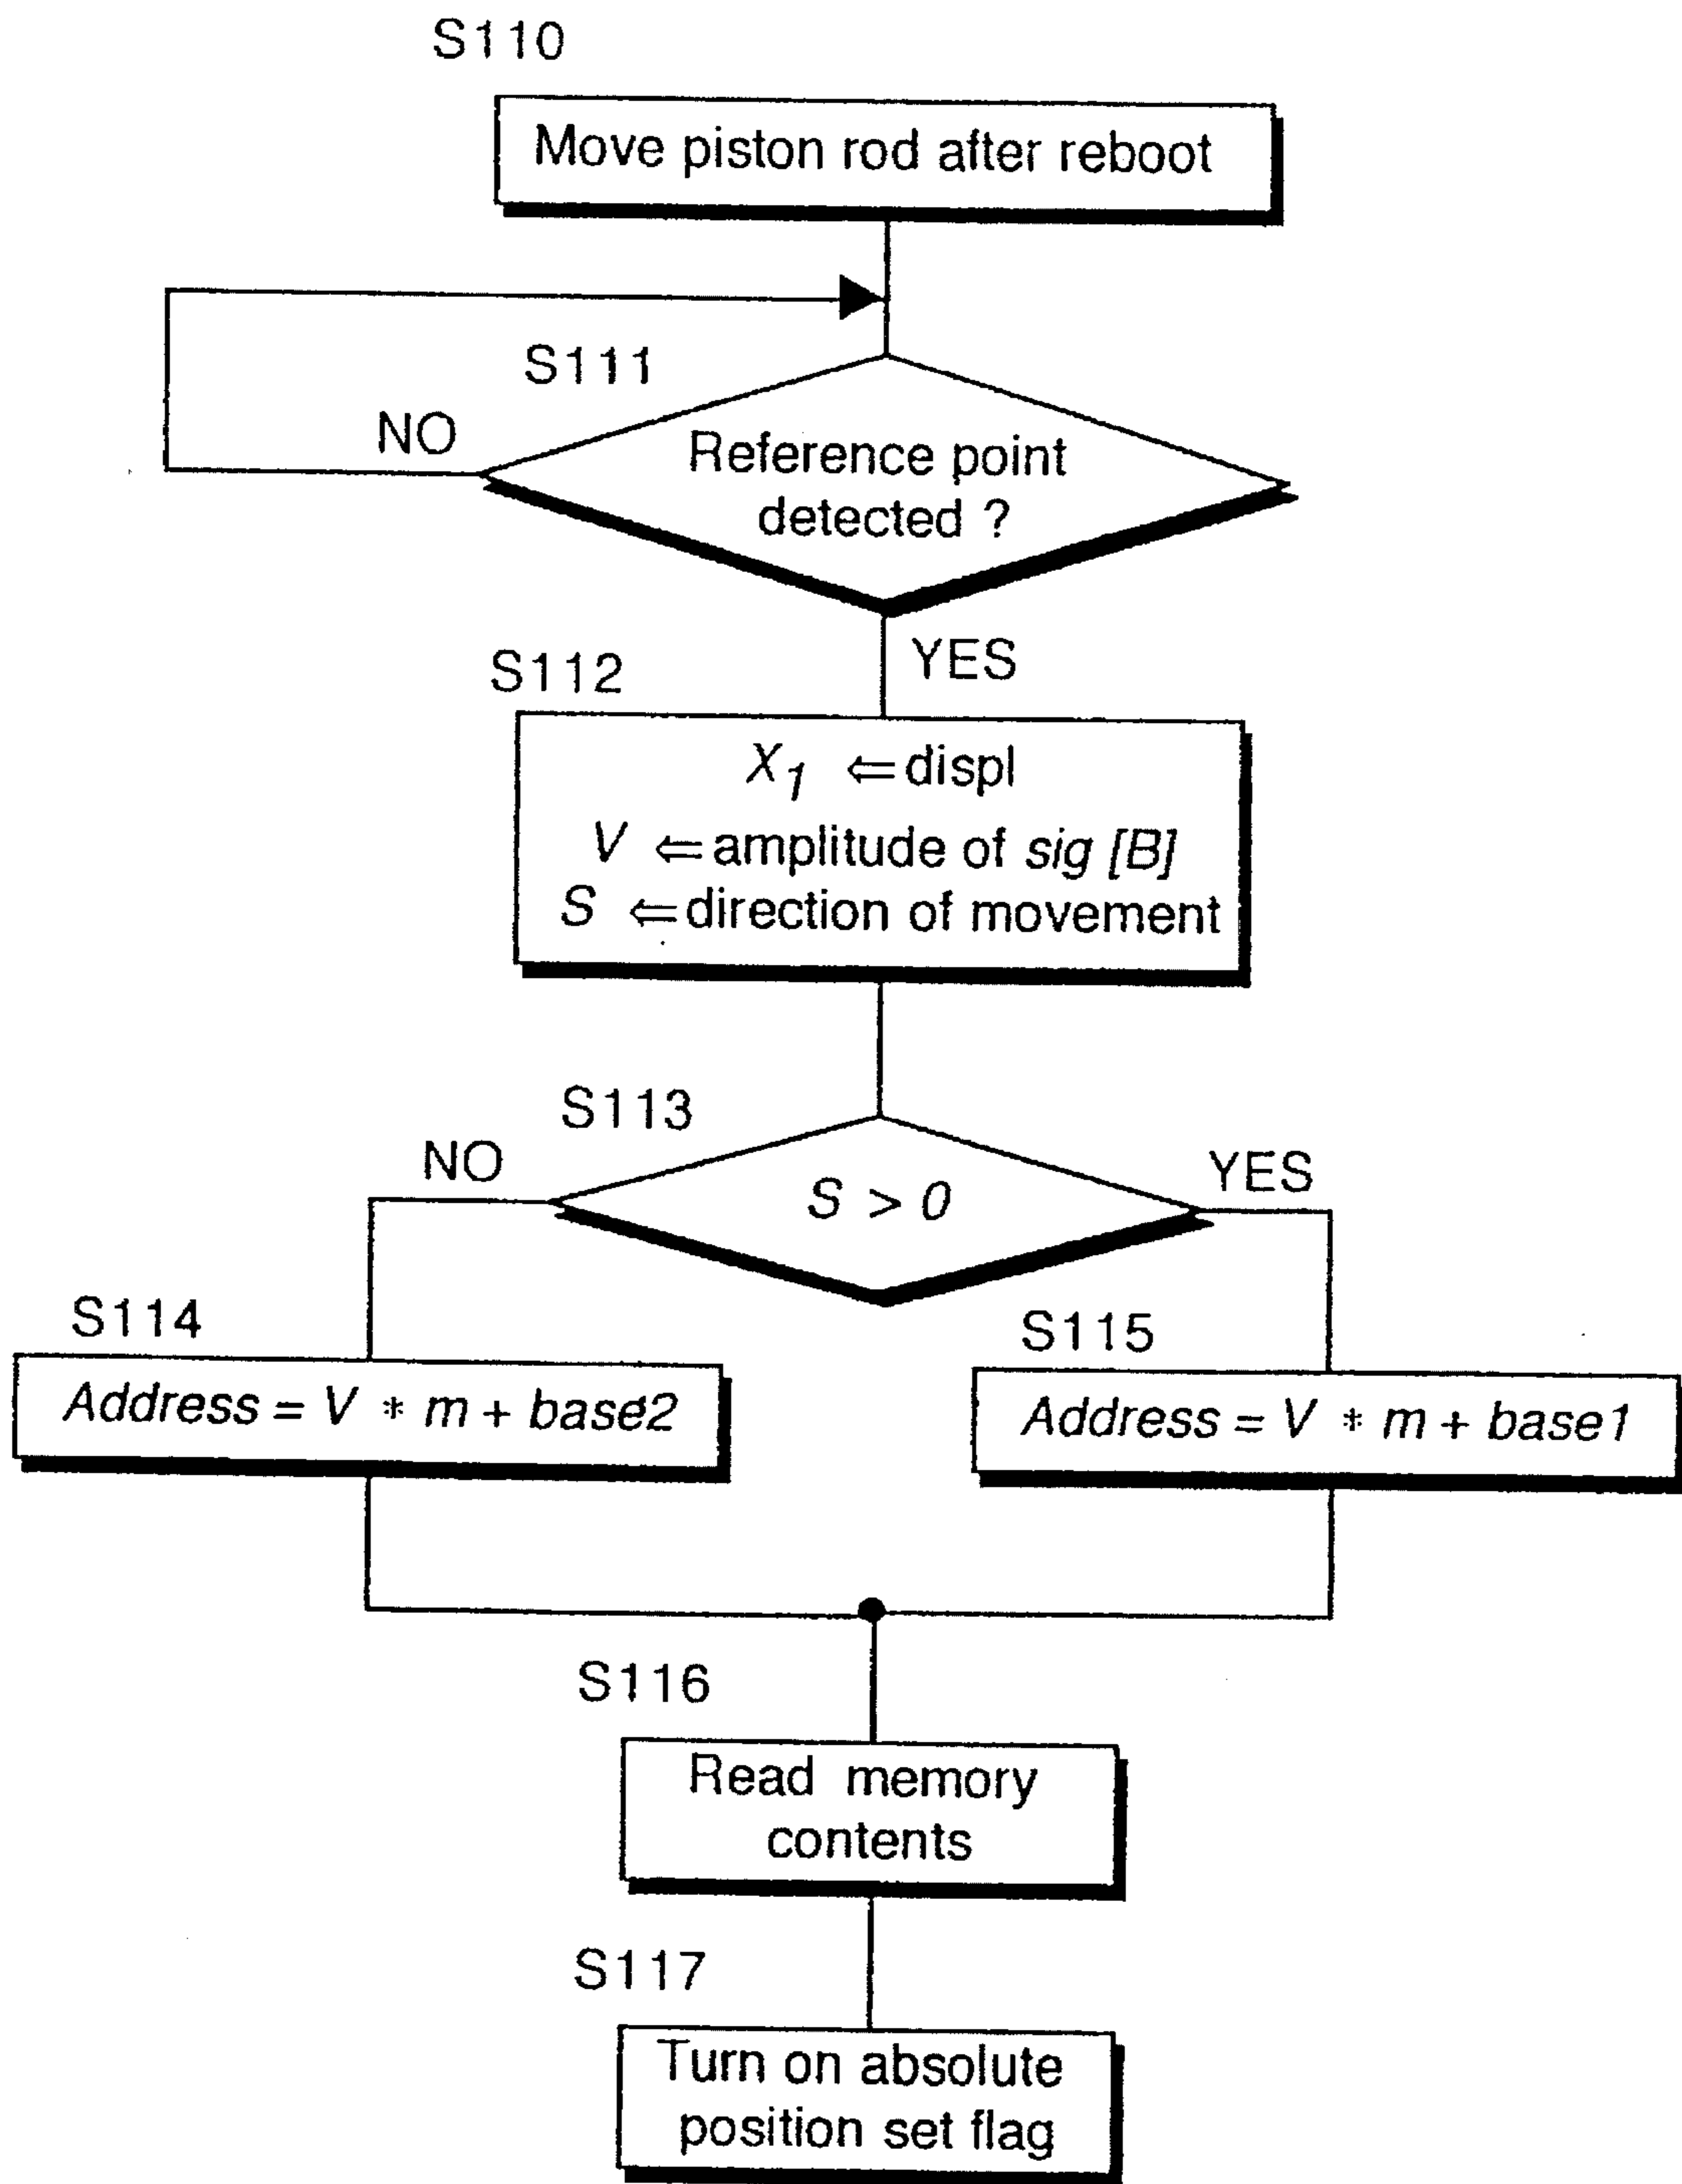 S110
Move piston rod after reboot
S111
NO
Reference point
detected ?
YES
S112
X1 ⇐ displ
V ⇐ amplitude of sig [B]
S ⇐ direction of movement
S113
NO
YES
S > 0
S114
Address = V * m + base2
S115
Address = V * m + base1
S116
Read memory
contents
S117
Turn on absolute
position set flag